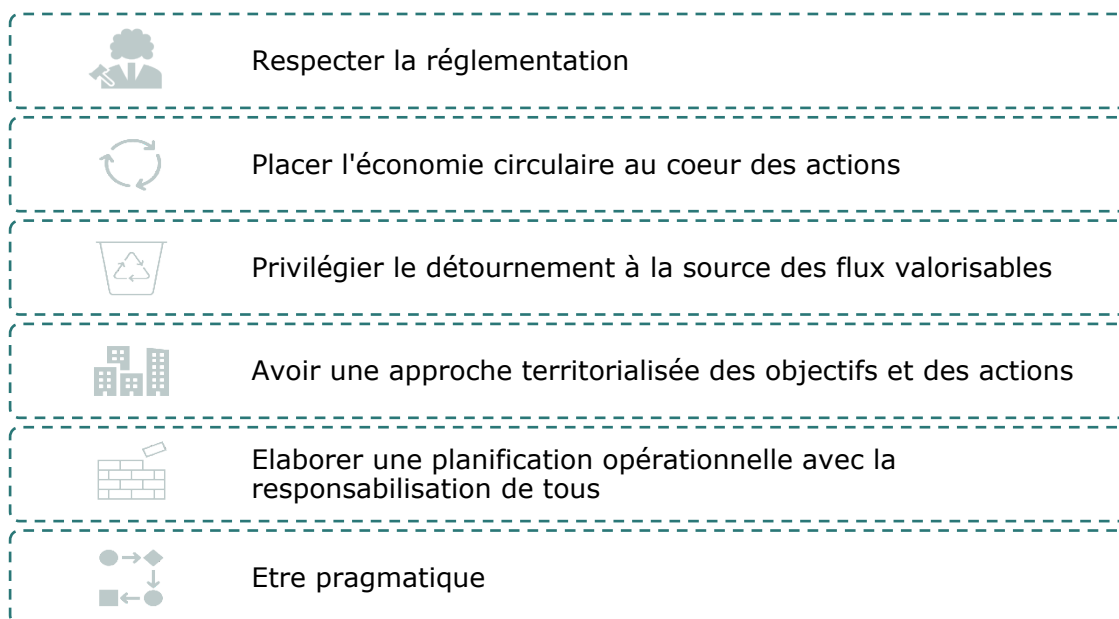 Respecter la réglementation
Placer l'économie circulaire au coeur des actions
Privilégier le détournement à la source des flux valorisables
Avoir une approche territorialisée des objectifs et des actions
Elaborer une planification opérationnelle avec la
responsabilisation de tous
Etre pragmatique